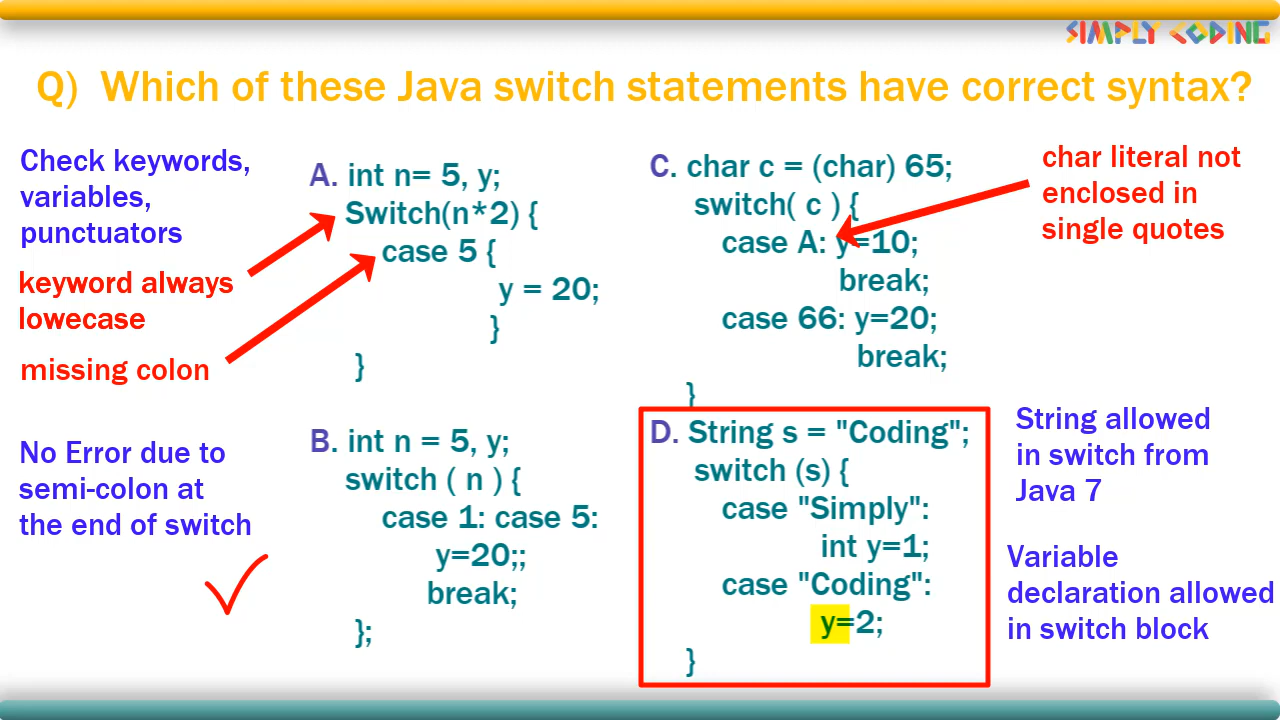 SIMPLY CODING
Q) Which of these Java switch statements have correct syntax?
Check keywords,
variables,
punctuators
keyword always
lowecase
missing colon
A. int n= 5, y;
Switch(n*2) {
case 5 {
y = 20;
}
}
C. char c = (char) 65;
switch( c ) {
case A: y=10;
break;
case 66: y=20;
break;
}
char literal not
enclosed in
single quotes
No Error due to
semi-colon at
the end of switch
B. int n = 5, y;
switch ( n ) {
case 1: case 5:
y=20;;
break;
};
D. String s = "Coding";
switch (s) {
case "Simply":
int y=1;
case "Coding":
y=2;
}
String allowed
in switch from
Java 7
Variable
declaration allowed
in switch block